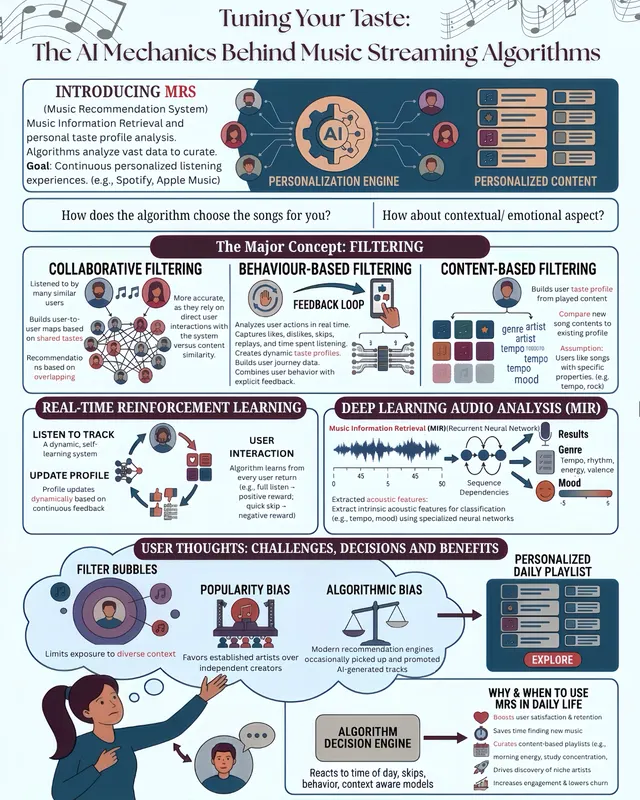 Tuning Your Taste:
The AI Mechanics Behind Music Streaming Algorithms
INTRODUCING MRS
(Music Recommendation System)
Music Information Retrieval and
personal taste profile analysis.
Algorithms analyze vast data to curate.
Goal: Continuous personalized listening
experiences. (e.g., Spotify, Apple Music)
AI
PERSONALIZATION ENGINE
PERSONALIZED CONTENT
How does the algorithm choose the songs for you?
How about contextual/ emotional aspect?
The Major Concept: FILTERING
COLLABORATIVE FILTERING
Listened to by
many similar
users
Builds user-to-
user maps based
on shared tastes
Recommendatio
ns based on
overlapping
More accurate,
as they rely on
direct user
interactions with
the system
versus content
similarity.
BEHAVIOUR-BASED FILTERING
FEEDBACK LOOP
Analyzes user actions in real time.
Captures likes, dislikes, skips,
replays, and time spent listening.
Creates dynamic taste profiles.
Builds user journey data.
Combines user behavior with
explicit feedback.
CONTENT-BASED FILTERING
Builds user taste profile
from played content
genre artist
artist
tempo
tempo
tempo
mood
Compare new
song contents to
existing profile
Assumption:
Users like songs
with specific
properties. (e.g.,
tempo, rock)
REAL-TIME REINFORCEMENT LEARNING
LISTEN TO TRACK
A dynamic, self-
learning system
UPDATE PROFILE
Profile updates
dynamically based on
continuous feedback
USER
INTERACTION
Algorithm learns from
every user return
(e.g., full listen →
positive reward;
quick skip →
negative reward)
DEEP LEARNING AUDIO ANALYSIS (MIR)
Music Information Retrieval (MIR)(Recurrent Neural Network)
Sequence
Dependencies
Extracted acoustic features:
Extract intrinsic acoustic features for classification
(e.g., tempo, mood) using specialized neural networks
Results
Genre
Tempo, rhythm,
energy, valence
Mood
-5 5
USER THOUGHTS: CHALLENGES, DECISIONS AND BENEFITS
FILTER BUBBLES
Limits exposure to diverse context
POPULARITY BIAS
Favors established artists over
independent creators
ALGORITHMIC BIAS
Modern recommendation engines
occasionally picked up and promoted
AI-generated tracks
PERSONALIZED
DAILY PLAYLIST
EXPLORE
ALGORITHM
DECISION ENGINE
Reacts to time of day, skips,
behavior, context aware models
WHY & WHEN TO USE
MRS IN DAILY LIFE
Boosts user satisfaction & retention
Saves time finding new music
Curates content-based playlists (e.g.,
morning energy, study concentration,
Drives discovery of niche artists
Increases engagement & lowers churn